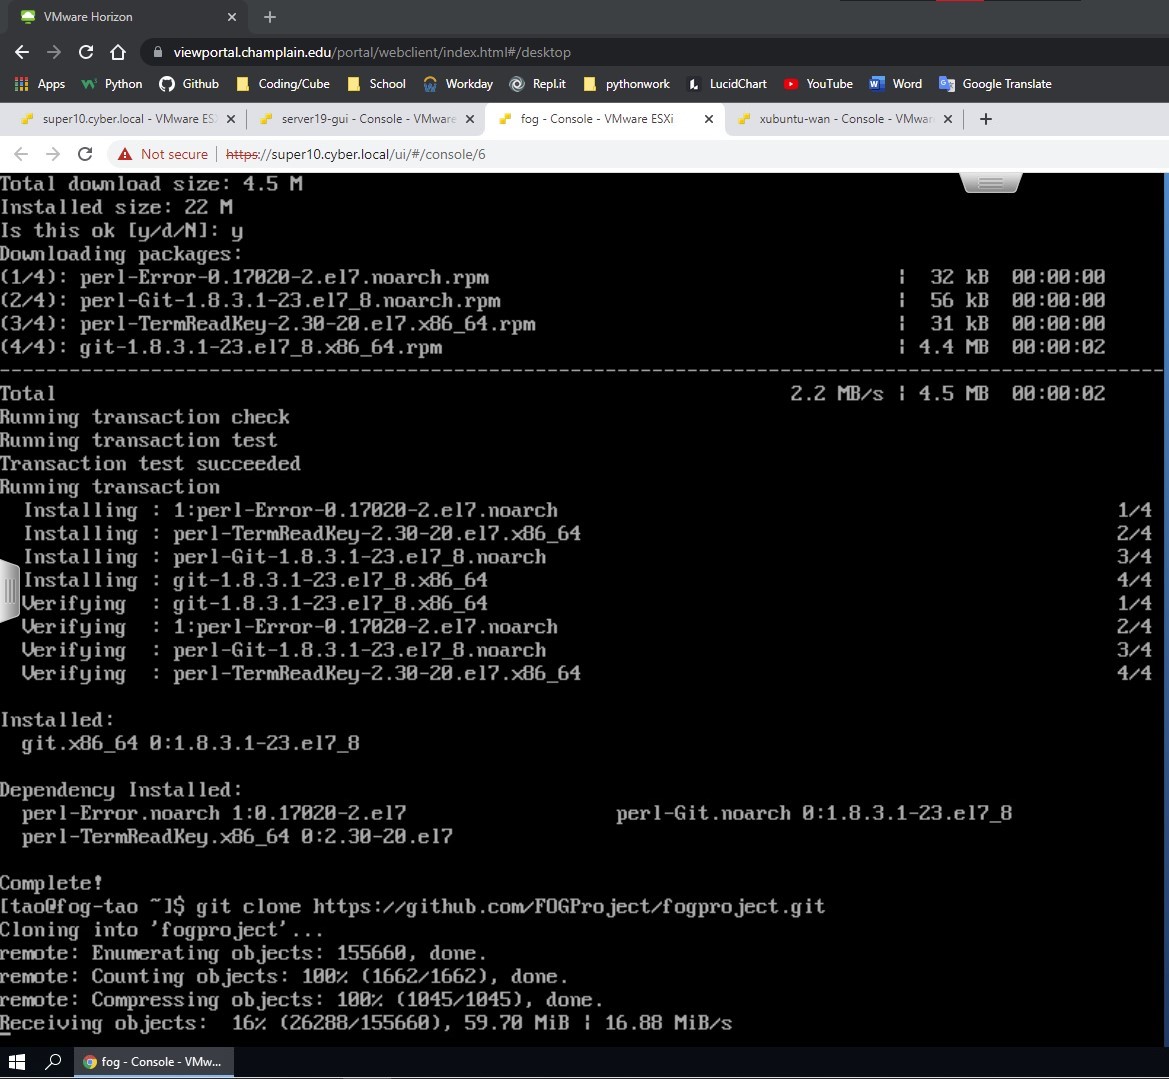 VMware Horizon
viewportal.champlain.edu/portal/webclient/index.html#/desktop
Apps Python Github Coding/Cube School Workday Repl.it pythonwork LucidChart YouTube Word Google Translate
super10.cyber.local - VMware ES server19-gui - Console - VMware fog - Console - VMware ESXi xubuntu-wan - Console - VMwar
Not secure https://super10.cyber.local/ui/#/console/6
Total download size: 4.5 M
Installed size: 22 M
Is this ok [y/d/N]: y
Downloading packages:
(1/4): perl-Error-0.17020-2.el7.noarch.rpm | 32 kB 00:00:00
(2/4): perl-Git-1.8.3.1-23.el7_8.noarch.rpm | 56 kB 00:00:00
(3/4): perl-TermReadKey-2.30-20.el7.x86_64.rpm | 31 kB 00:00:00
(4/4): git-1.8.3.1-23.el7_8.x86_64.rpm | 4.4 MB 00:00:02
--------------------------------------------------------------------------------
Total 2.2 MB/s | 4.5 MB 00:00:02
Running transaction check
Running transaction test
Transaction test succeeded
Running transaction
Installing : 1:perl-Error-0.17020-2.el7.noarch 1/4
Installing : perl-TermReadKey-2.30-20.el7.x86_64 2/4
Installing : perl-Git-1.8.3.1-23.el7_8.noarch 3/4
Installing : git-1.8.3.1-23.el7_8.x86_64 4/4
Verifying : git-1.8.3.1-23.el7_8.x86_64 1/4
Verifying : 1:perl-Error-0.17020-2.el7.noarch 2/4
Verifying : perl-Git-1.8.3.1-23.el7_8.noarch 3/4
Verifying : perl-TermReadKey-2.30-20.el7.x86_64 4/4
Installed:
git.x86_64 0:1.8.3.1-23.el7_8
Dependency Installed:
perl-Error.noarch 1:0.17020-2.el7 perl-Git.noarch 0:1.8.3.1-23.el7_8
perl-TermReadKey.x86_64 0:2.30-20.el7
Complete!
[tao@fog-tao ~]$ git clone https://github.com/FOGProject/fogproject.git
Cloning into 'fogproject'...
remote: Enumerating objects: 155660, done.
remote: Counting objects: 100% (1662/1662), done.
remote: Compressing objects: 100% (1045/1045), done.
Receiving objects: 16% (26288/155660), 59.70 MiB | 16.88 MiB/s
fog - Console - VMw...